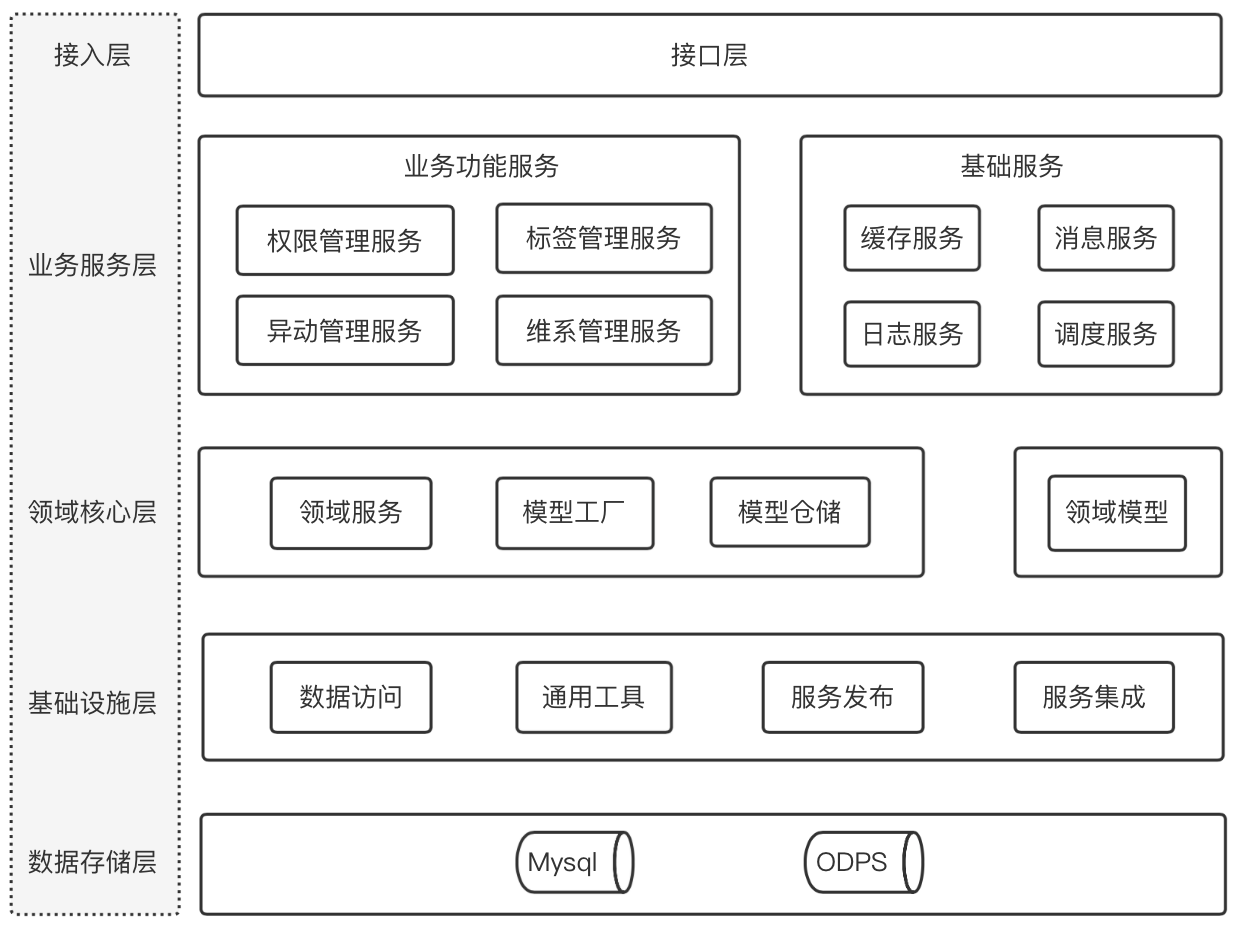 接入层
接口层
业务服务层
业务功能服务
权限管理服务
标签管理服务
异动管理服务
维系管理服务
基础服务
缓存服务
消息服务
日志服务
调度服务
领域核心层
领域服务
模型工厂
模型仓储
领域模型
基础设施层
数据访问
通用工具
服务发布
服务集成
数据存储层
Mysql
ODPS